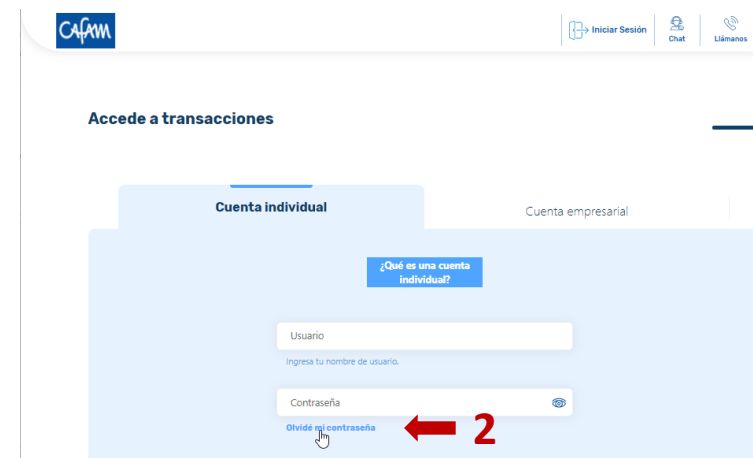 CAFAM
Iniciar Sesión
Chat
Llámanos
Accede a transacciones
Cuenta individual
Cuenta empresarial
¿Qué es una cuenta
individual?
Usuario
Ingresa tu nombre de usuario.
Contraseña
Olvidé mi contraseña
2